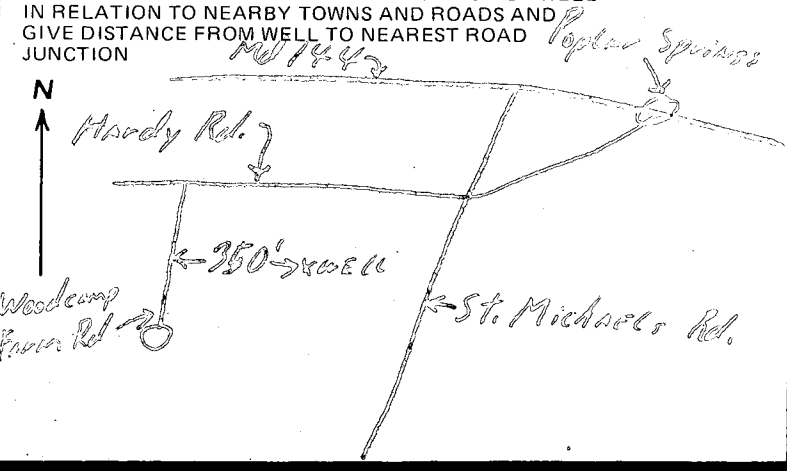 IN RELATION TO NEARBY TOWNS AND ROADS AND
GIVE DISTANCE FROM WELL TO NEAREST ROAD
JUNCTION
Poplar Springs
Md 144
N
Hardy Rd.
350' x WELL
Woodcamp
Farm Rd
St. Michaels Rd.